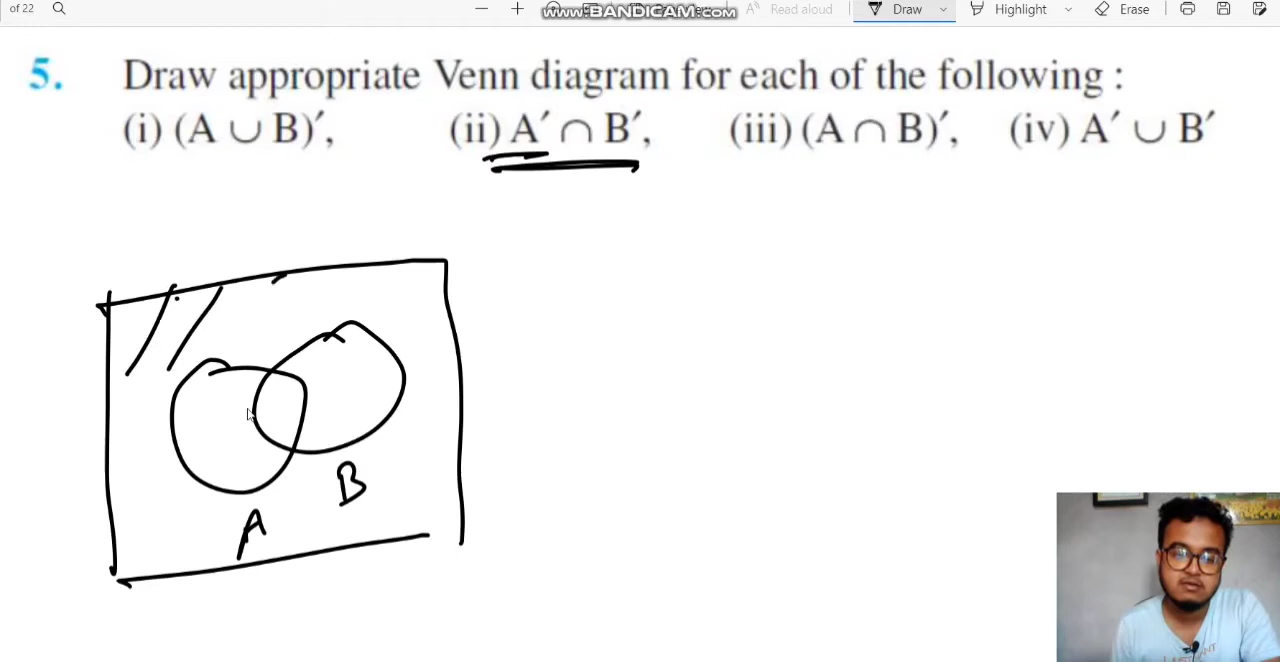 of 22
www.BANDICAM.com
Read aloud
Draw
Highlight
Erase
5. Draw appropriate Venn diagram for each of the following :
(i) (A ∪ B)′, (ii) A′ ∩ B′, (iii) (A ∩ B)′, (iv) A′ ∪ B′
B
A